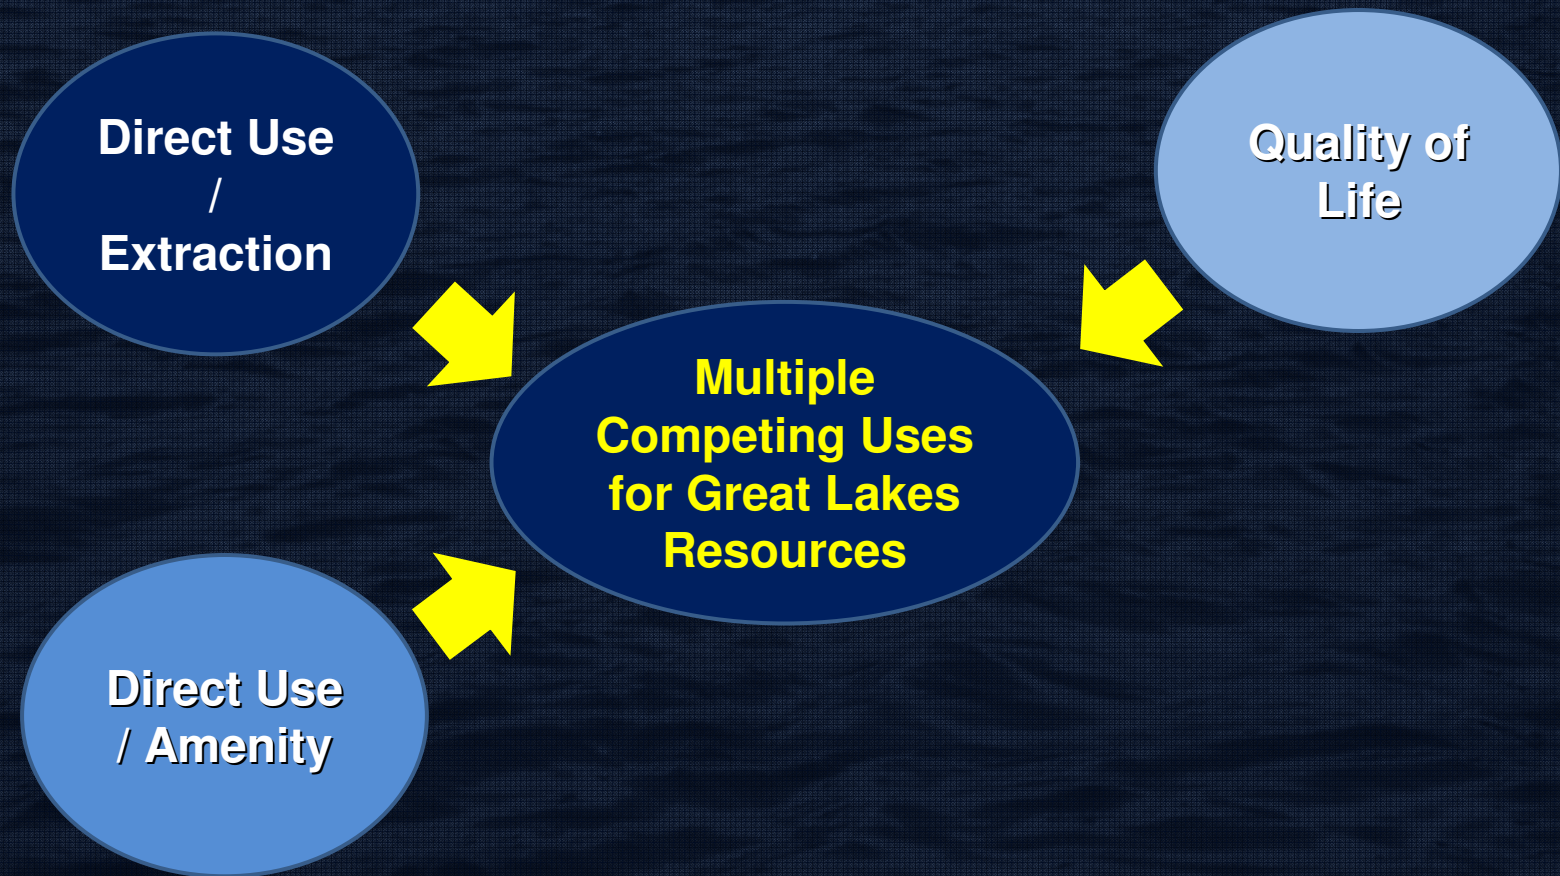 Direct Use
/
Extraction
Quality of
Life
Multiple
Competing Uses
for Great Lakes
Resources
Direct Use
/ Amenity